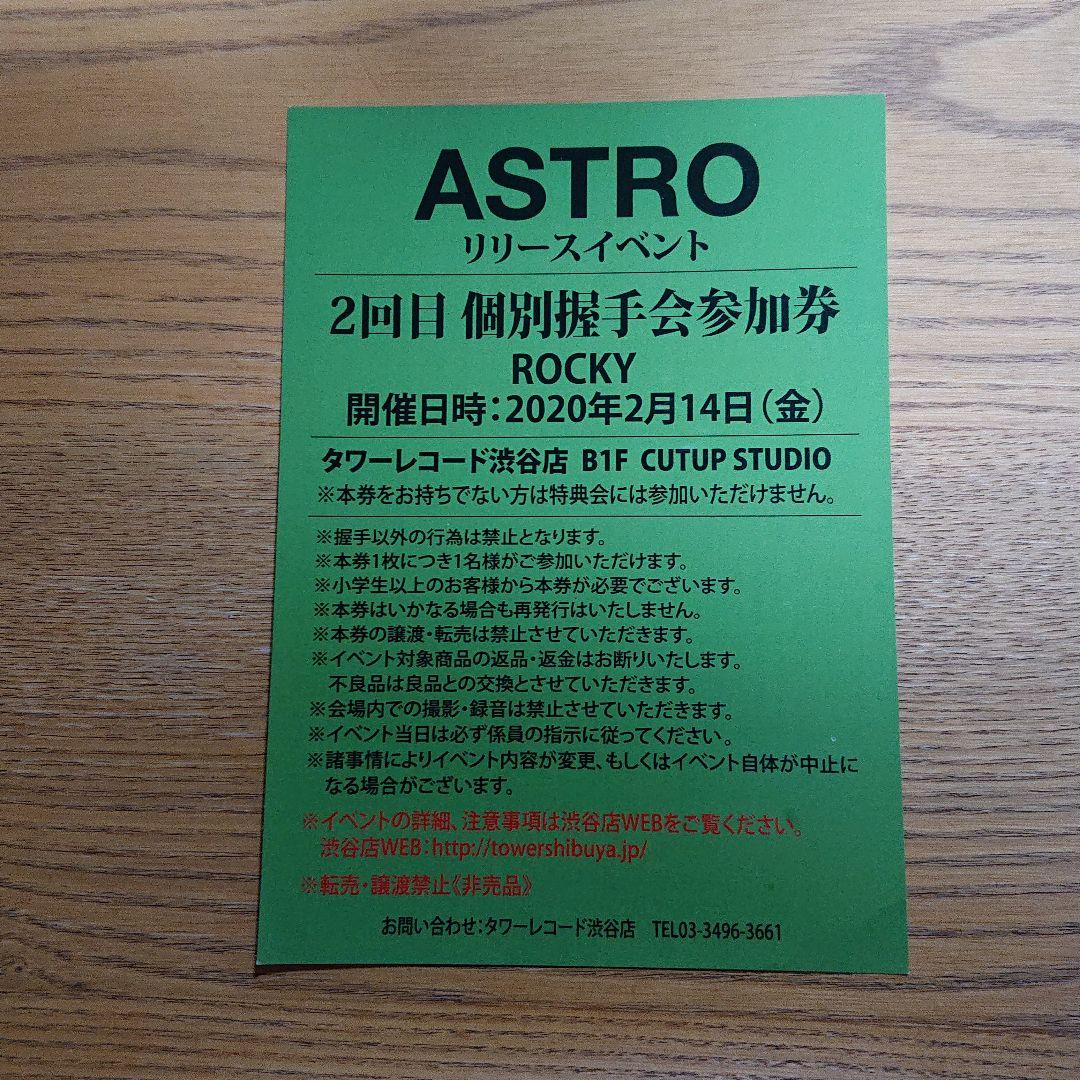 ASTRO
リリースイベント
2回目 個別握手会参加券
ROCKY
開催日時：2020年2月14日（金）
タワーレコード渋谷店 B1F CUTUP STUDIO
※本券をお持ちでない方は特典会には参加いただけません。
※握手以外の行為は禁止となります。
※本券1枚につき1名様がご参加いただけます。
※小学生以上のお客様から本券が必要でございます。
※本券はいかなる場合も再発行はいたしません。
※本券の譲渡・転売は禁止させていただきます。
※イベント対象商品の返品・返金はお断りいたします。
不良品は良品との交換とさせていただきます。
※会場内での撮影・録音は禁止させていただきます。
※イベント当日は必ず係員の指示に従ってください。
※諸事情によりイベント内容が変更、もしくはイベント自体が中止に
なる場合がございます。
※イベントの詳細、注意事項は渋谷店WEBをご覧ください。
渋谷店WEB：http://towershibuya.jp/
※転売・譲渡禁止《非売品》
お問い合わせ：タワーレコード渋谷店 TEL03-3496-3661